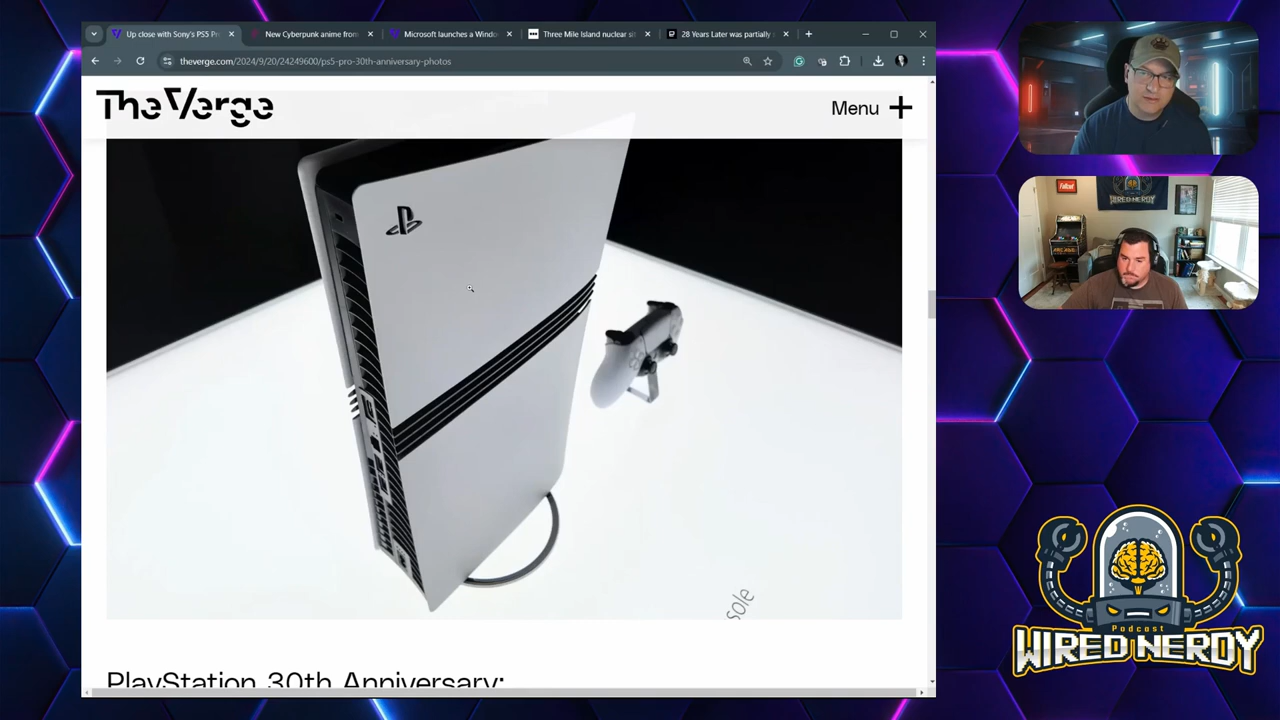 Up close with Sony's PS5 Pr
New Cyberpunk anime from
Microsoft launches a Windo
Three Mile Island nuclear sit
28 Years Later was partially
theverge.com/2024/9/20/24249600/ps5-pro-30th-anniversary-photos
The Verge
Menu
sole
PlayStation 30th Anniversary:
Fallout
WIRED NERDY
Podcast
WIRED NERDY